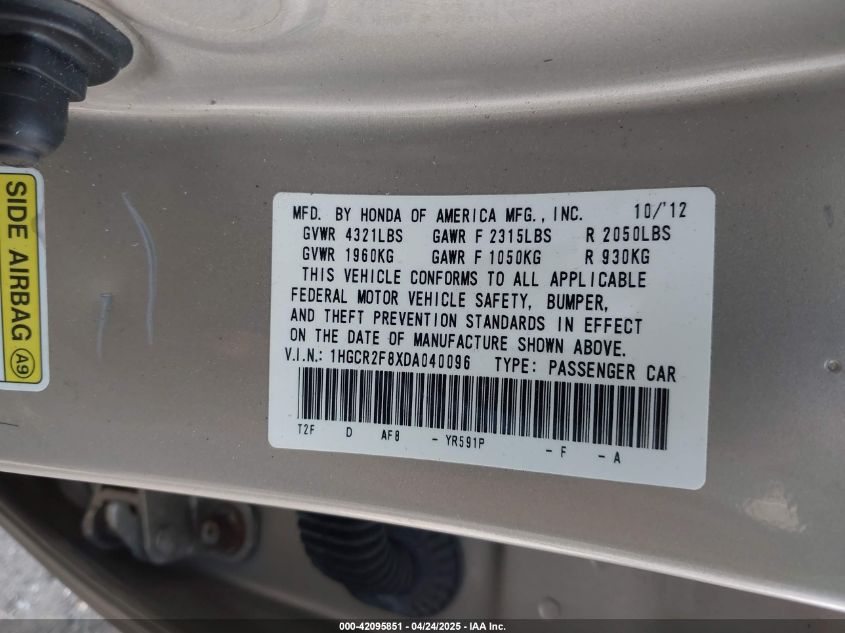 SIDE AIRBAG A9
MFD. BY HONDA OF AMERICA MFG., INC. 10/'12
GVWR 4321LBS GAWR F 2315LBS R 2050LBS
GVWR 1960KG GAWR F 1050KG R 930KG
THIS VEHICLE CONFORMS TO ALL APPLICABLE
FEDERAL MOTOR VEHICLE SAFETY, BUMPER,
AND THEFT PREVENTION STANDARDS IN EFFECT
ON THE DATE OF MANUFACTURE SHOWN ABOVE.
V.I.N.: 1HGCR2F8XDA040096 TYPE: PASSENGER CAR
T2F D AF8 - YR591P - F - A
000-42095851 - 04/24/2025 - IAA Inc.